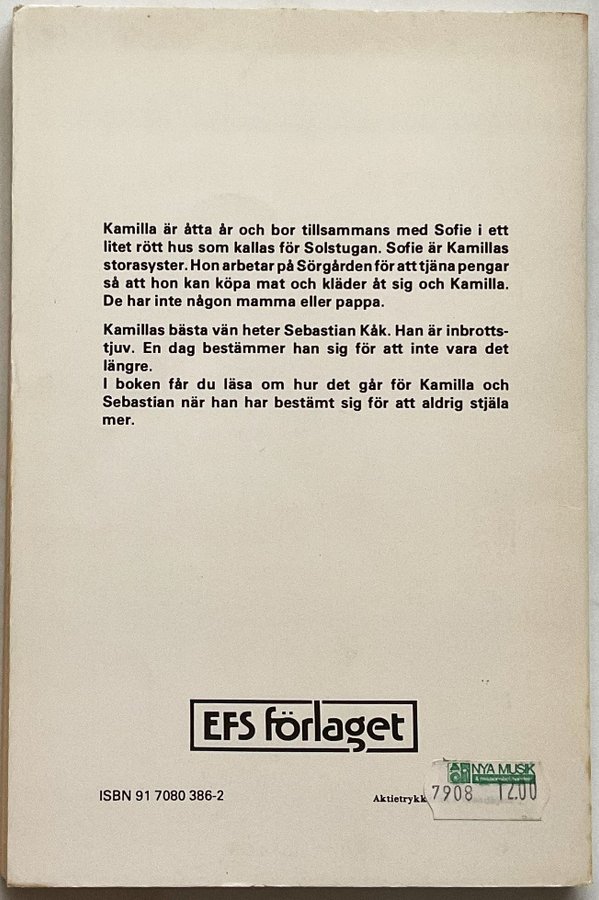 Kamilla är åtta år och bor tillsammans med Sofie i ett
litet rött hus som kallas för Solstugan. Sofie är Kamillas
storasyster. Hon arbetar på Sörgården för att tjäna pengar
så att hon kan köpa mat och kläder åt sig och Kamilla.
De har inte någon mamma eller pappa.
Kamillas bästa vän heter Sebastian Kåk. Han är inbrotts-
tjuv. En dag bestämmer han sig för att inte vara det
längre.
I boken får du läsa om hur det går för Kamilla och
Sebastian när han har bestämt sig för att aldrig stjäla
mer.
EFS förlaget
NYA MUSIK
ISBN 91 7080 386-2
Aktietrykk
7908 12.00